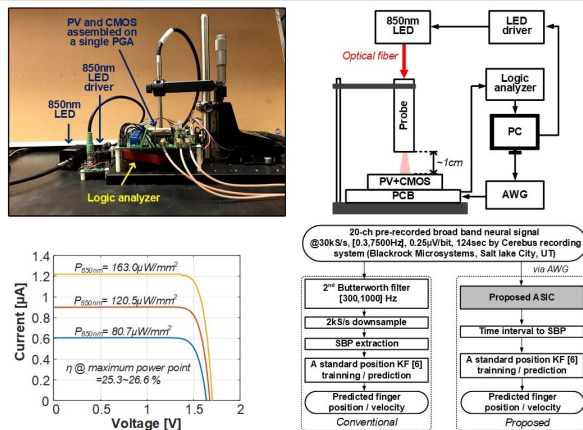 PV and CMOS
assembled on
a single PGA
850nm
LED
driver
850nm
LED
Logic analyzer
850nm
LED
LED
driver
Optical fiber
Logic
analyzer
Probe
PC
~1cm
PV+CMOS
PCB
AWG
Current [µA]
1.4
1.2
1
0.8
0.6
0.4
0.2
0
P850nm = 163.0µW/mm²
P850nm = 120.5µW/mm²
P850nm = 80.7µW/mm²
η @ maximum power point
=25.3~26.6 %
0 0.5 1 1.5 2
Voltage [V]
20-ch pre-recorded broad band neural signal
@30kS/s, [0.3,7500Hz], 0.25µV/bit, 124sec by Cerebus recording
system (Blackrock Microsystems, Salt lake City, UT)
via AWG
2nd Butterworth filter
[300,1000] Hz
2kS/s downsample
SBP extraction
A standard position KF [6]
trainning / prediction
Predicted finger
position / velocity
Conventional
Proposed ASIC
Time interval to SBP
A standard position KF [6]
trainning / prediction
Predicted finger
position / velocity
Proposed